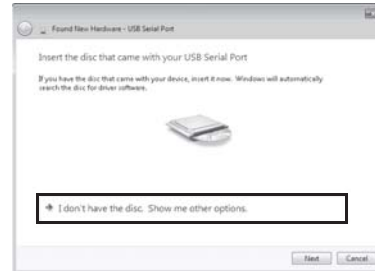 Found New Hardware - USB Serial Port
Insert the disc that came with your USB Serial Port
If you have the disc that came with your device, insert it now. Windows will automatically
search the disc for driver software.
I don't have the disc. Show me other options.
Next Cancel